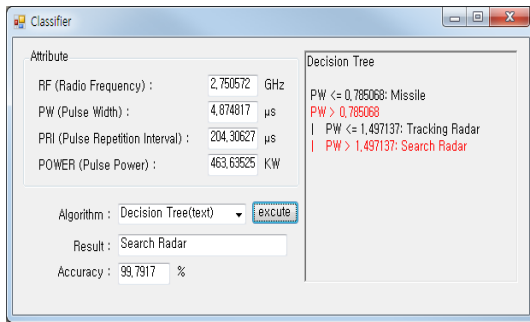 Classifier
Attribute
RF (Radio Frequency) : 2,750572 GHz
PW (Pulse Width) : 4,874817 μs
PRI (Pulse Repetition Interval) : 204,30627 μs
POWER (Pulse Power) : 463,63525 KW
Algorithm : Decision Tree(text) excute
Result : Search Radar
Accuracy : 99,7917 %
Decision Tree
PW <= 0,785068: Missile
PW > 0,785068
| PW <= 1,497137: Tracking Radar
| PW > 1,497137: Search Radar